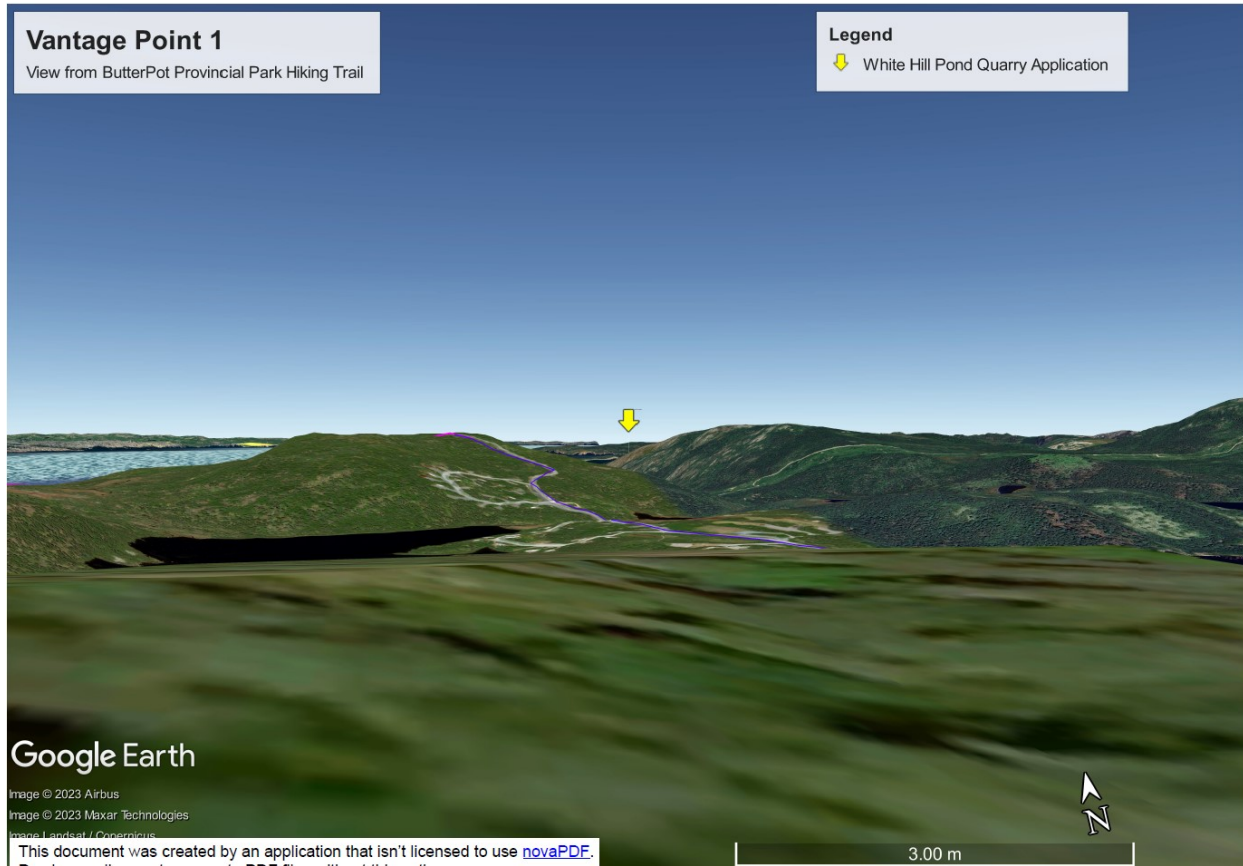 Vantage Point 1
View from ButterPot Provincial Park Hiking Trail
Legend
White Hill Pond Quarry Application
Google Earth
Image © 2023 Airbus
Image © 2023 Maxar Technologies
Image Landsat / Copernicus
N
3.00 m
This document was created by an application that isn't licensed to use novaPDF.